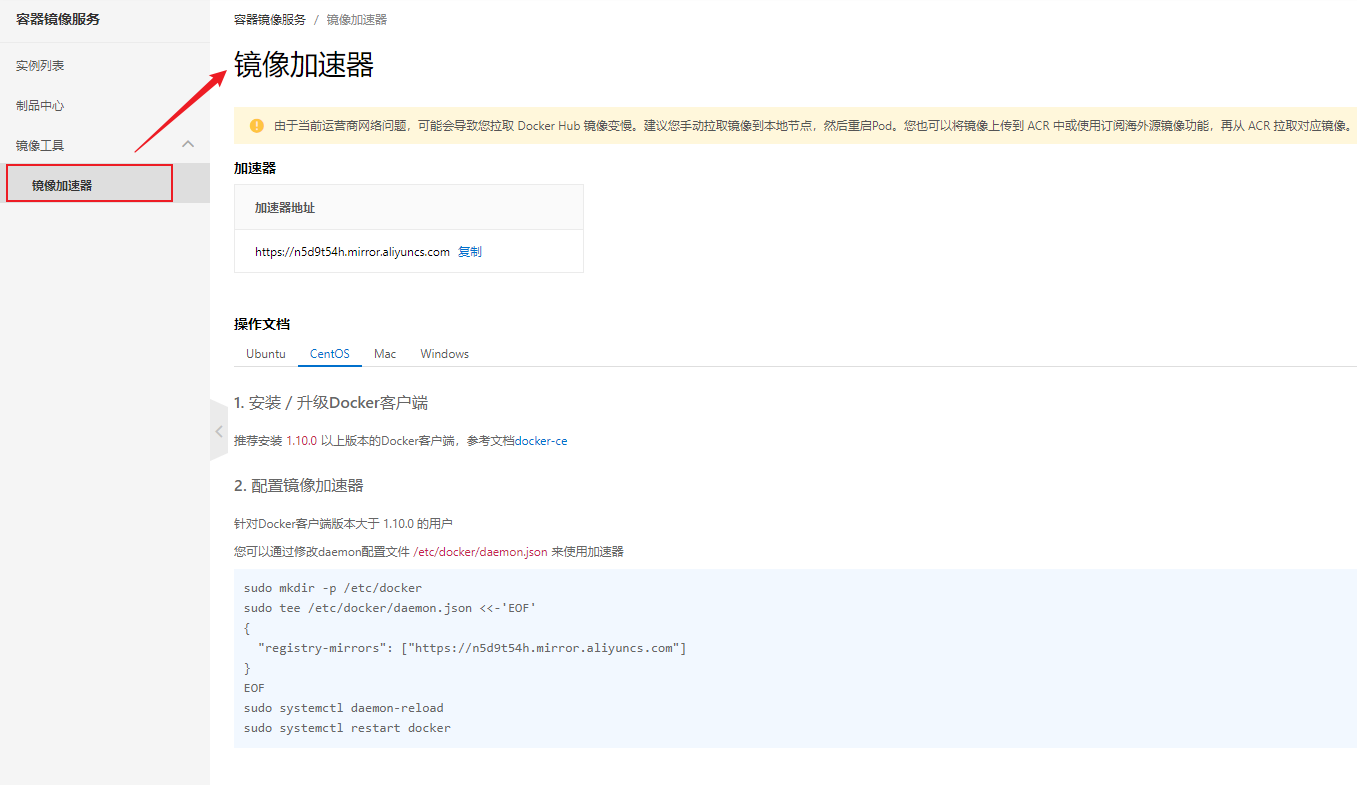 容器镜像服务
实例列表
制品中心
镜像工具
镜像加速器
容器镜像服务 / 镜像加速器
镜像加速器
由于当前运营商网络问题，可能会导致您拉取 Docker Hub 镜像变慢。建议您手动拉取镜像到本地节点，然后重启Pod。您也可以将镜像上传到 ACR 中或使用订阅海外源镜像功能，再从 ACR 拉取对应镜像。
加速器
加速器地址
https://n5d9t54h.mirror.aliyuncs.com 复制
操作文档
Ubuntu CentOS Mac Windows
1. 安装 / 升级Docker客户端
推荐安装 1.10.0 以上版本的Docker客户端，参考文档docker-ce
2. 配置镜像加速器
针对Docker客户端版本大于 1.10.0 的用户
您可以通过修改daemon配置文件 /etc/docker/daemon.json 来使用加速器
sudo mkdir -p /etc/docker
sudo tee /etc/docker/daemon.json <<-'EOF'
{
  "registry-mirrors": ["https://n5d9t54h.mirror.aliyuncs.com"]
}
EOF
sudo systemctl daemon-reload
sudo systemctl restart docker